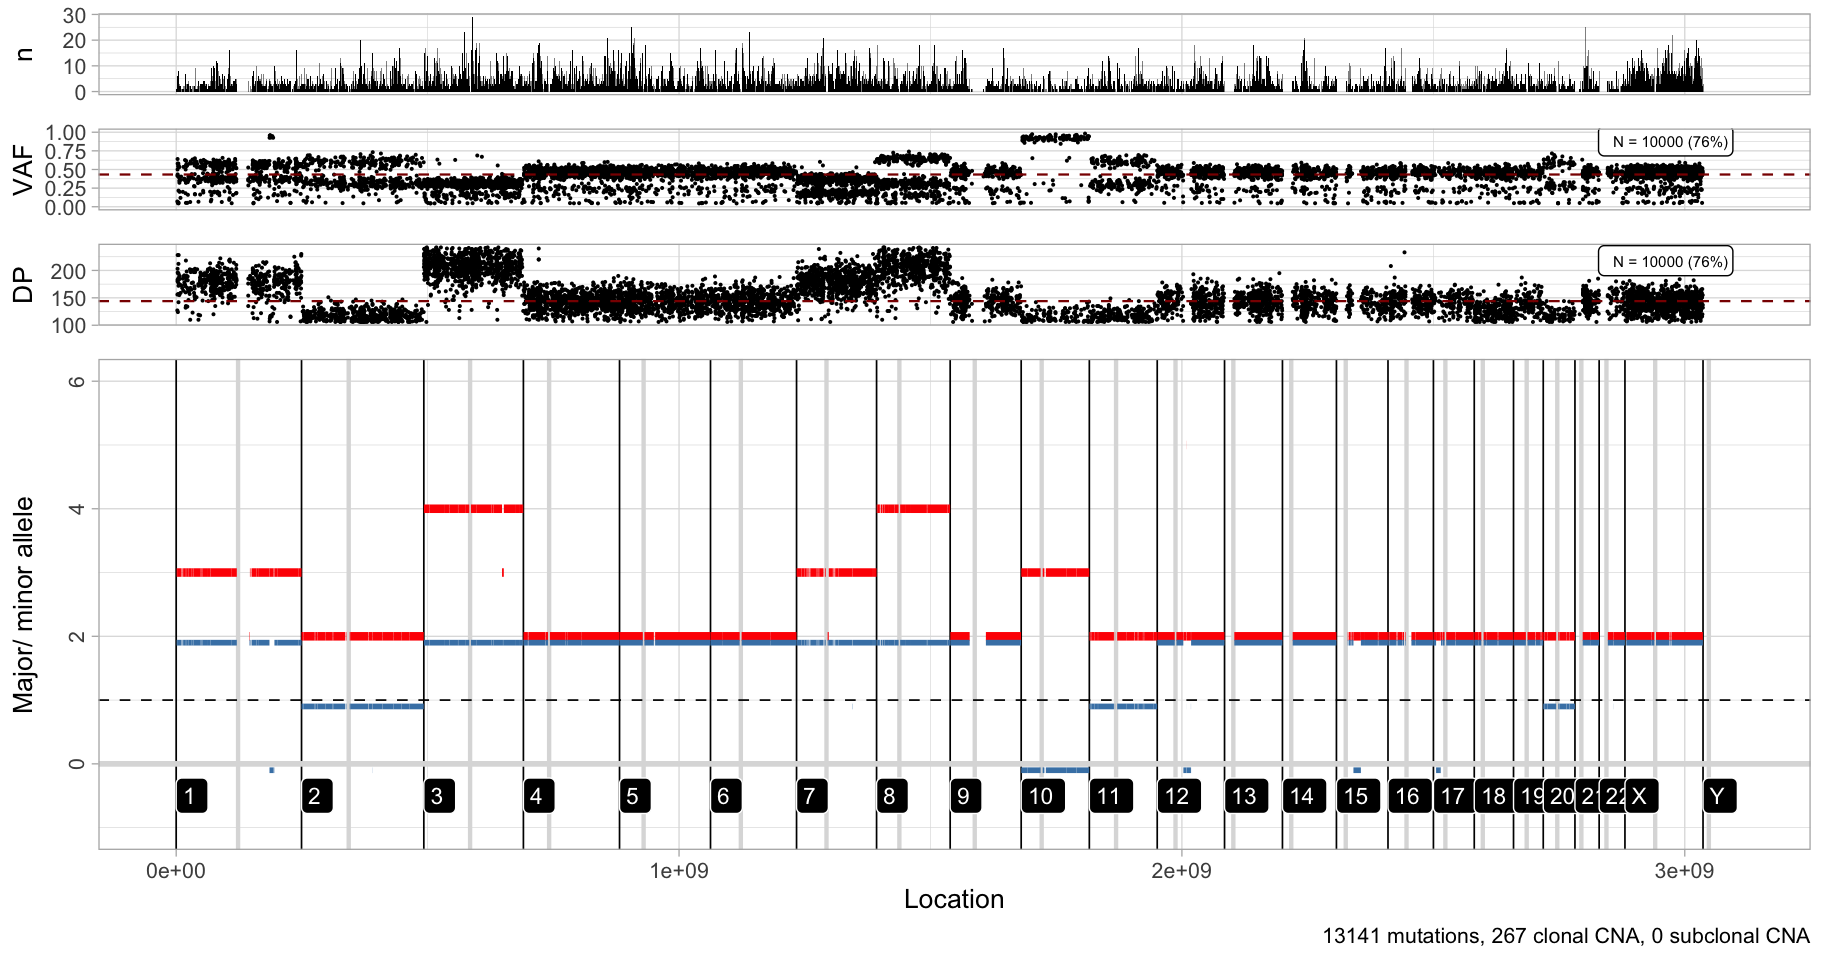 n
30
20
10
0
VAF
1.00
0.75
0.50
0.25
0.00
N = 10000 (76%)
DP
200
150
100
N = 10000 (76%)
Major/ minor allele
6
4
2
0
1 2 3 4 5 6 7 8 9 10 11 12 13 14 15 16 17 18 19 20 2 22 X Y
0e+00 1e+09 2e+09 3e+09
Location
13141 mutations, 267 clonal CNA, 0 subclonal CNA